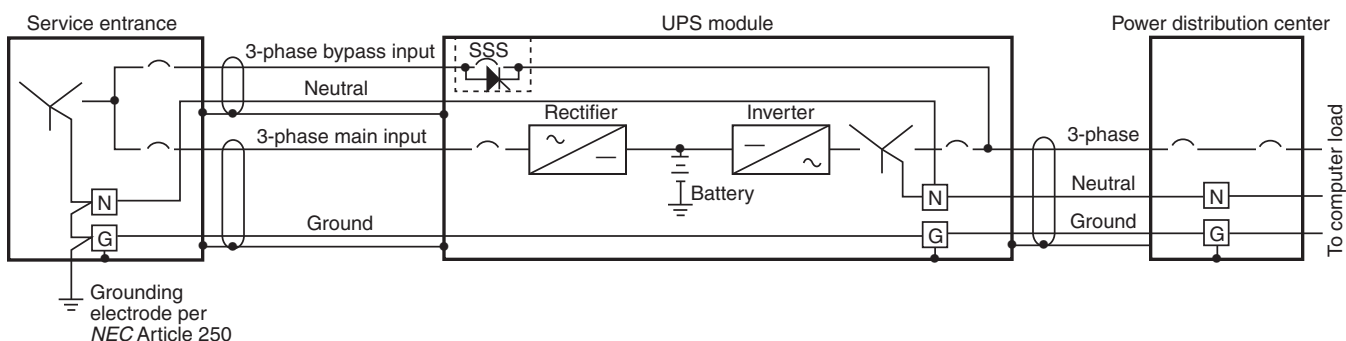 Service entrance
UPS module
Power distribution center
3-phase bypass input
SSS
Neutral
Rectifier
Inverter
3-phase main input
3-phase
Battery
Neutral
N
N
N
Ground
Ground
G
G
G
To computer load
Grounding
electrode per
NEC Article 250